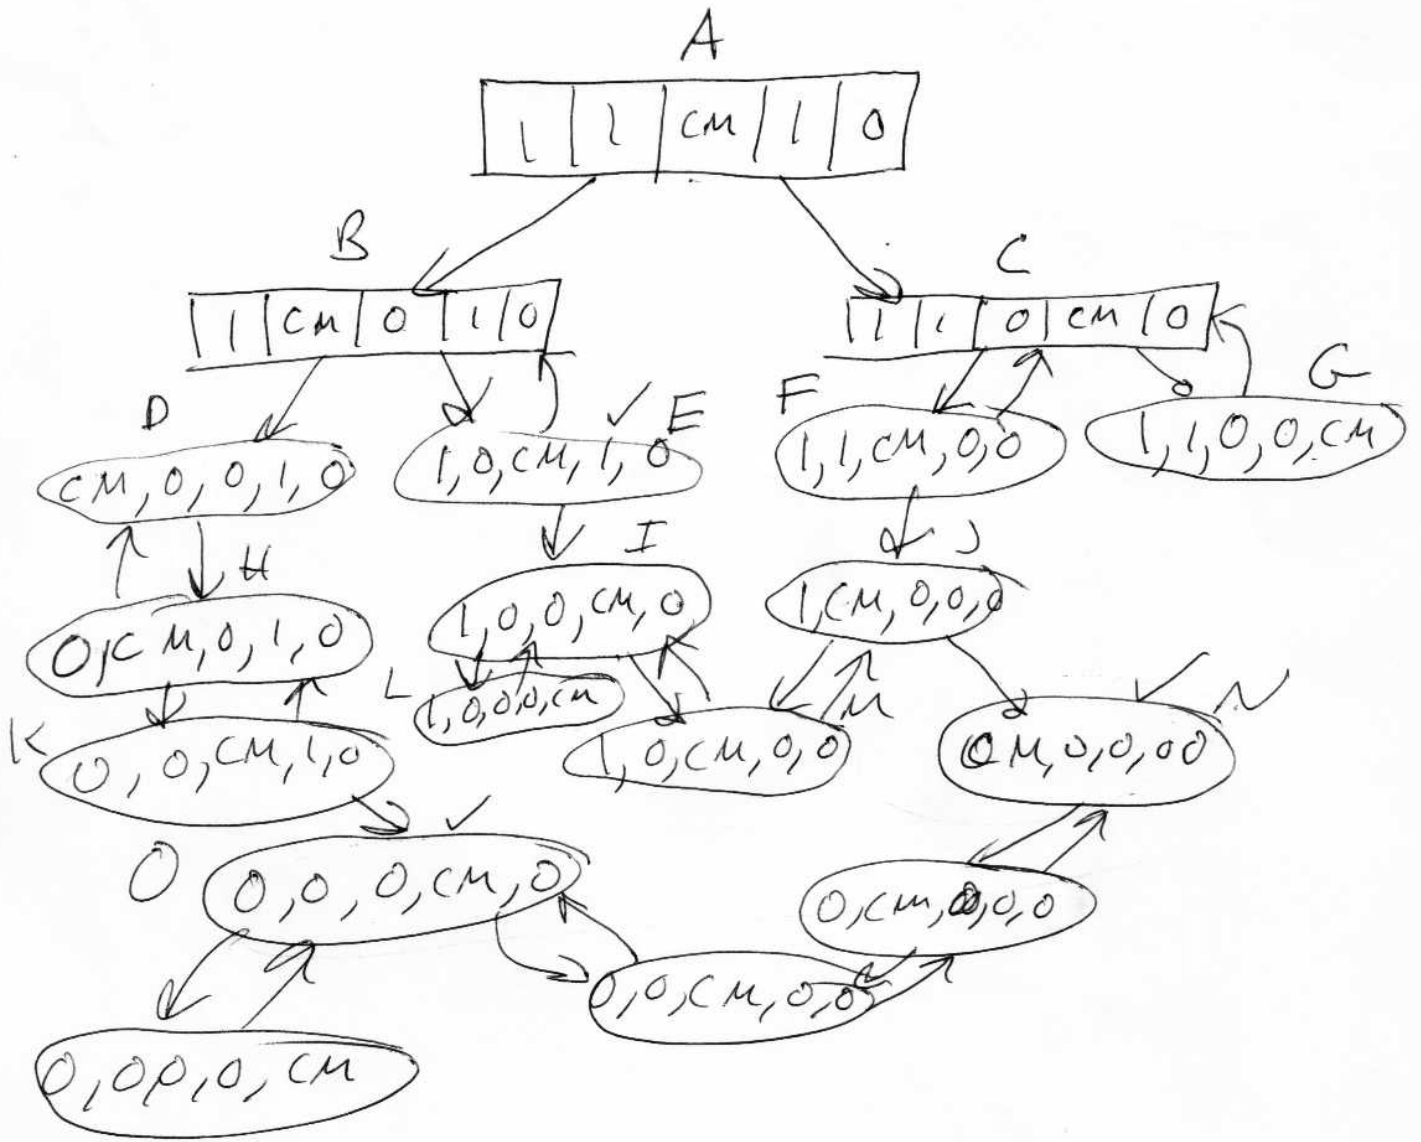 A
1 1 CM 1 0
B
C
1 CM 0 1 0
1 1 0 CM 0
D
E
F
G
CM, 0, 0, 1, 0
1, 0, CM, 1, 0
1, 1, CM, 0, 0
1, 1, 0, 0, CM
H
I
J
0, CM, 0, 1, 0
1, 0, 0, CM, 0
1, CM, 0, 0, 0
L
1, 0, 0, 0, CM
M
N
K
0, 0, CM, 1, 0
1, 0, CM, 0, 0
CM, 0, 0, 0 0
O
0, 0, 0, CM, 0
0, CM, 0, 0, 0
0, 0, CM, 0, 0
0, 0 0, 0, CM